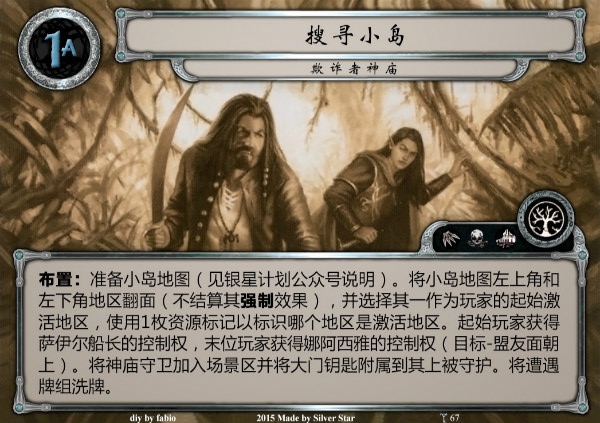 1A
搜寻小岛
欺诈者神庙
布置：准备小岛地图（见银星计划公众号说明）。将小岛地图左上角和
左下角地区翻面（不结算其强制效果），并选择其一作为玩家的起始激
活地区，使用1枚资源标记以标识哪个地区是激活地区。起始玩家获得
萨伊尔船长的控制权，末位玩家获得娜阿西雅的控制权（目标-盟友面朝
上）。将神庙守卫加入场景区并将大门钥匙附属到其上被守护。将遭遇
牌组洗牌。
diy by fabio 2015 Made by Silver Star 67